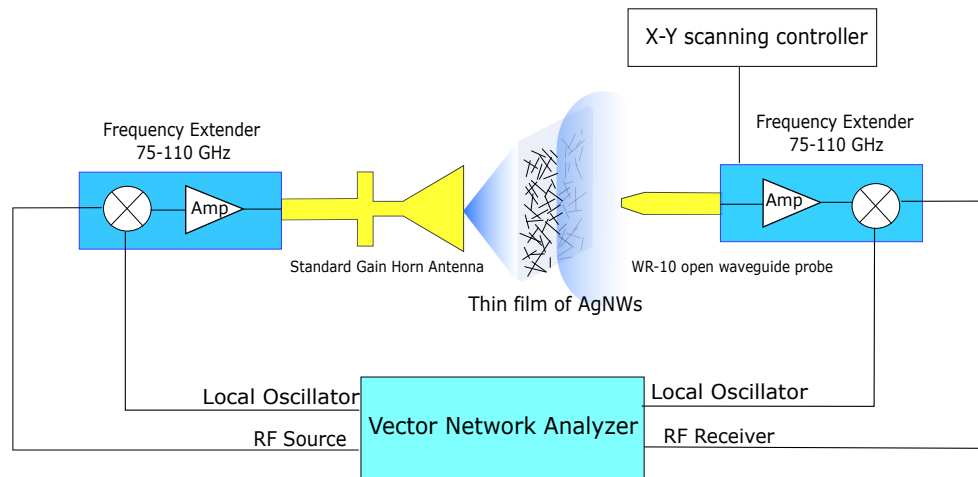 X-Y scanning controller
Frequency Extender
75-110 GHz
Frequency Extender
75-110 GHz
Amp
Amp
Standard Gain Horn Antenna
WR-10 open waveguide probe
Thin film of AgNWs
Local Oscillator
Local Oscillator
Vector Network Analyzer
RF Source
RF Receiver